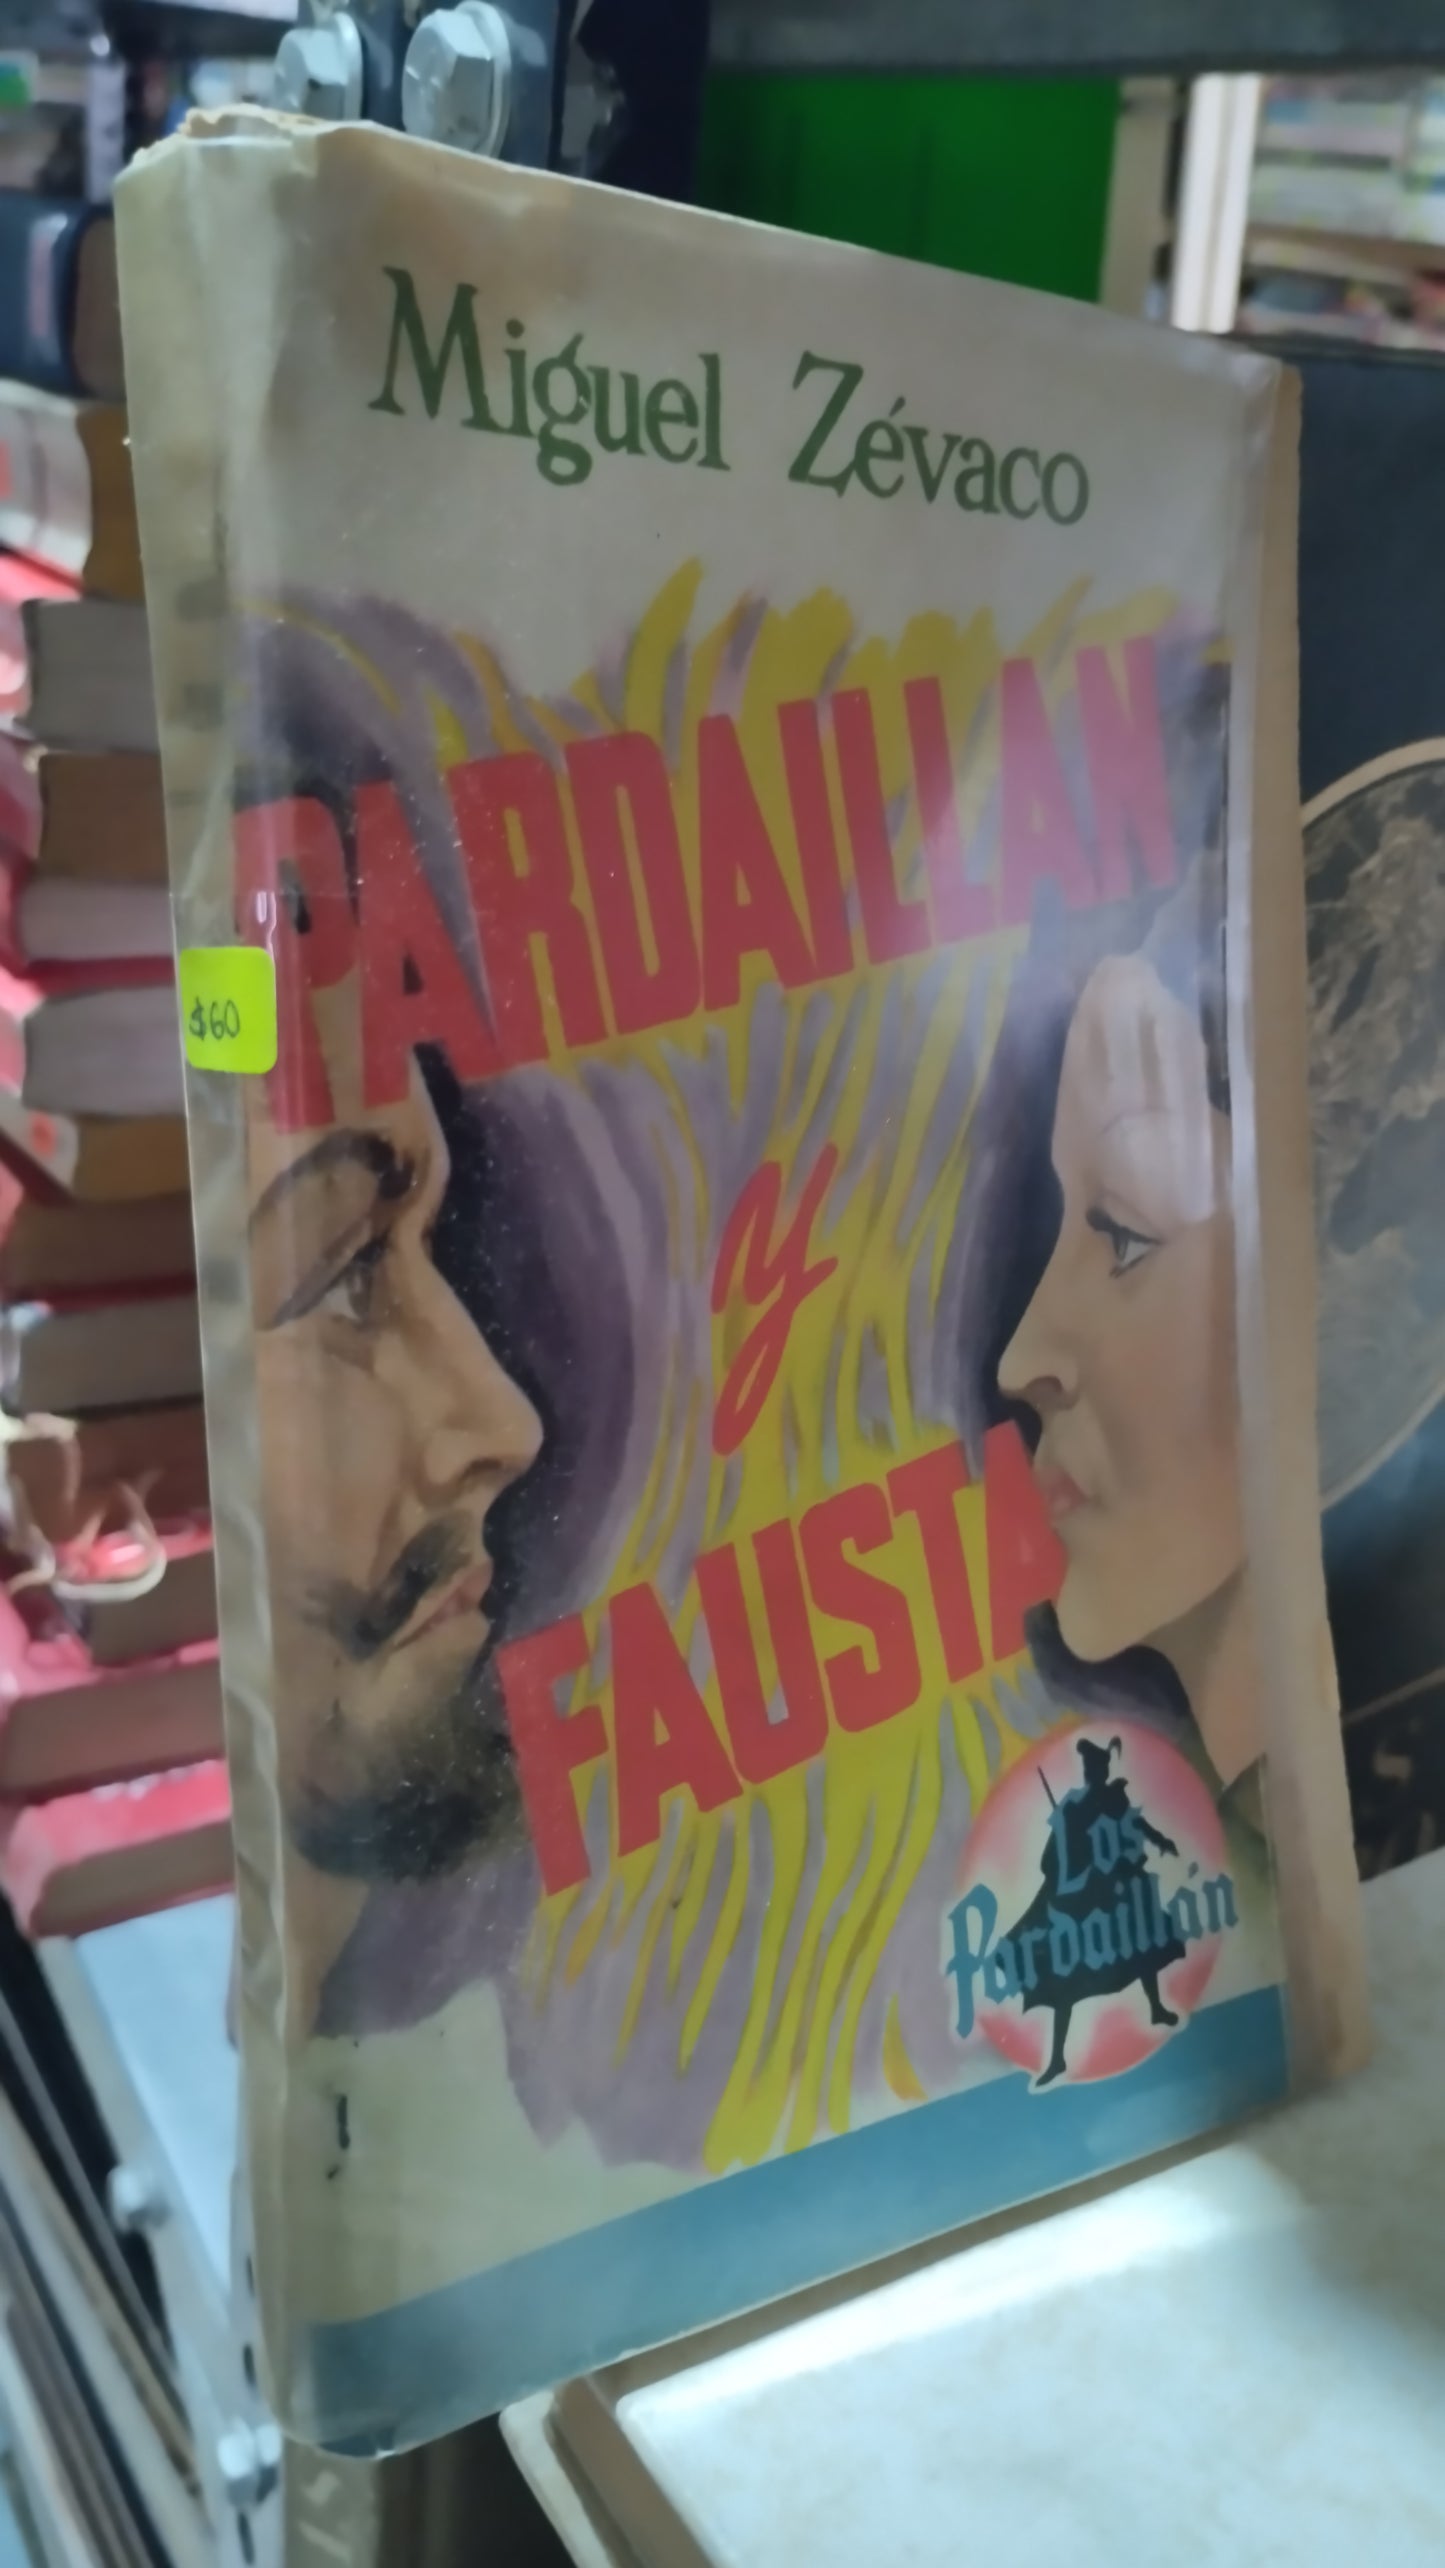 Miguel Zévaco
PARDAILLAN
y
FAUSTA
$60
Los
Pardaillán